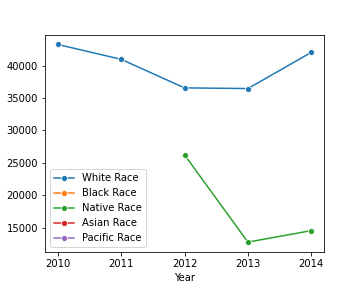 40000
35000
30000
25000
20000
15000
White Race
Black Race
Native Race
Asian Race
Pacific Race
2010 2011 2012 2013 2014
Year